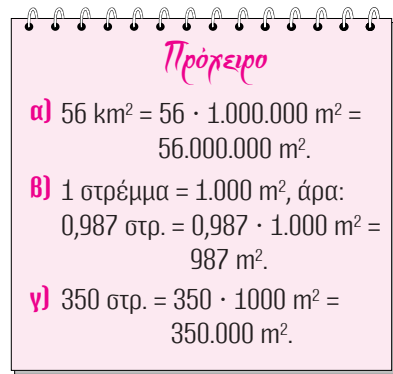 Πρόχειρο
α) 56 km² = 56 · 1.000.000 m² =
56.000.000 m².
β) 1 στρέμμα = 1.000 m², άρα:
0,987 στρ. = 0,987 · 1.000 m² =
987 m².
γ) 350 στρ. = 350 · 1000 m² =
350.000 m².